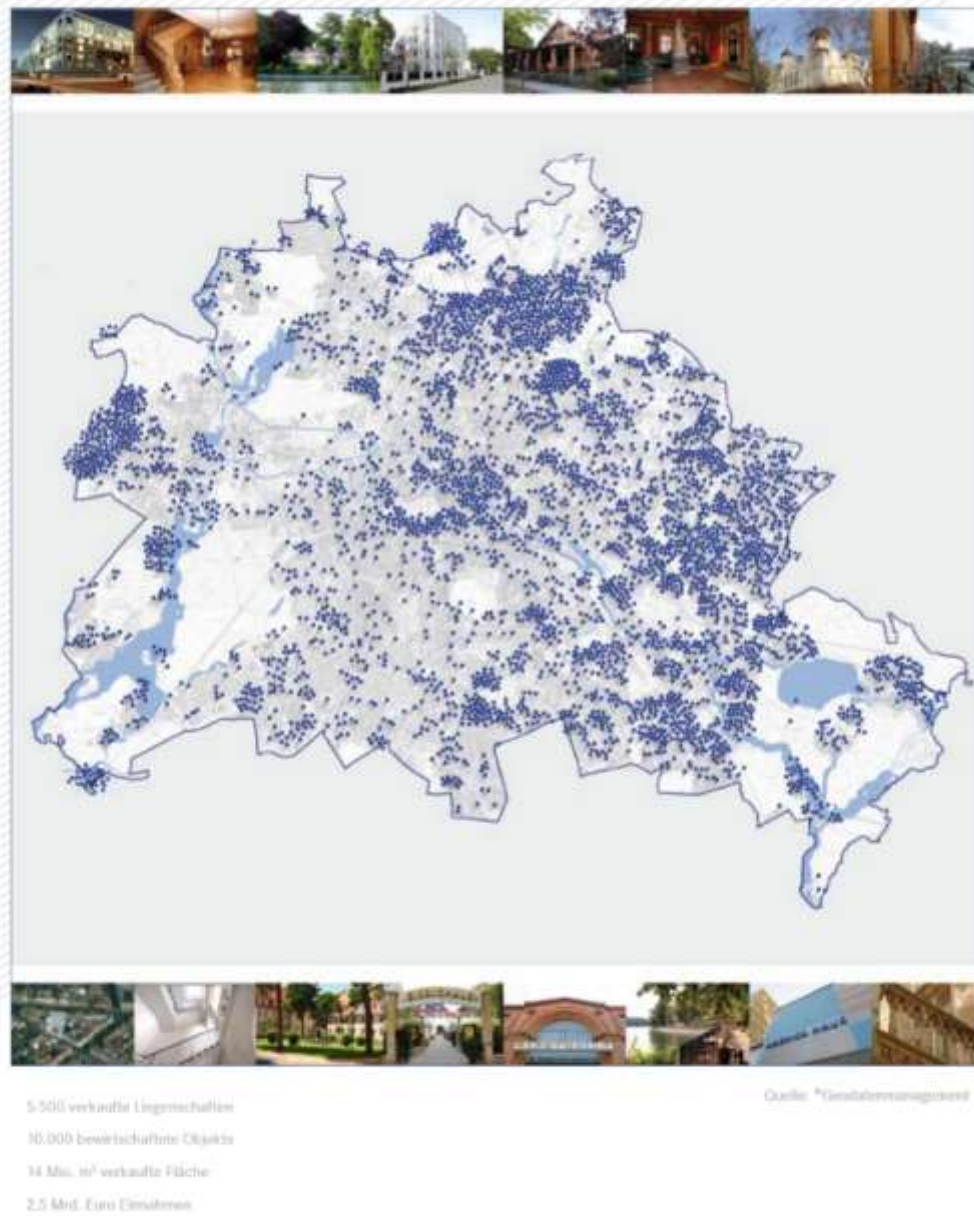 5.500 verkaufte Liegenschaften
10.000 bewirtschaftete Objekte
14 Mio. m² verkaufte Fläche
2,5 Mrd. Euro Einnahmen
Quelle: *Geodatenmanagement